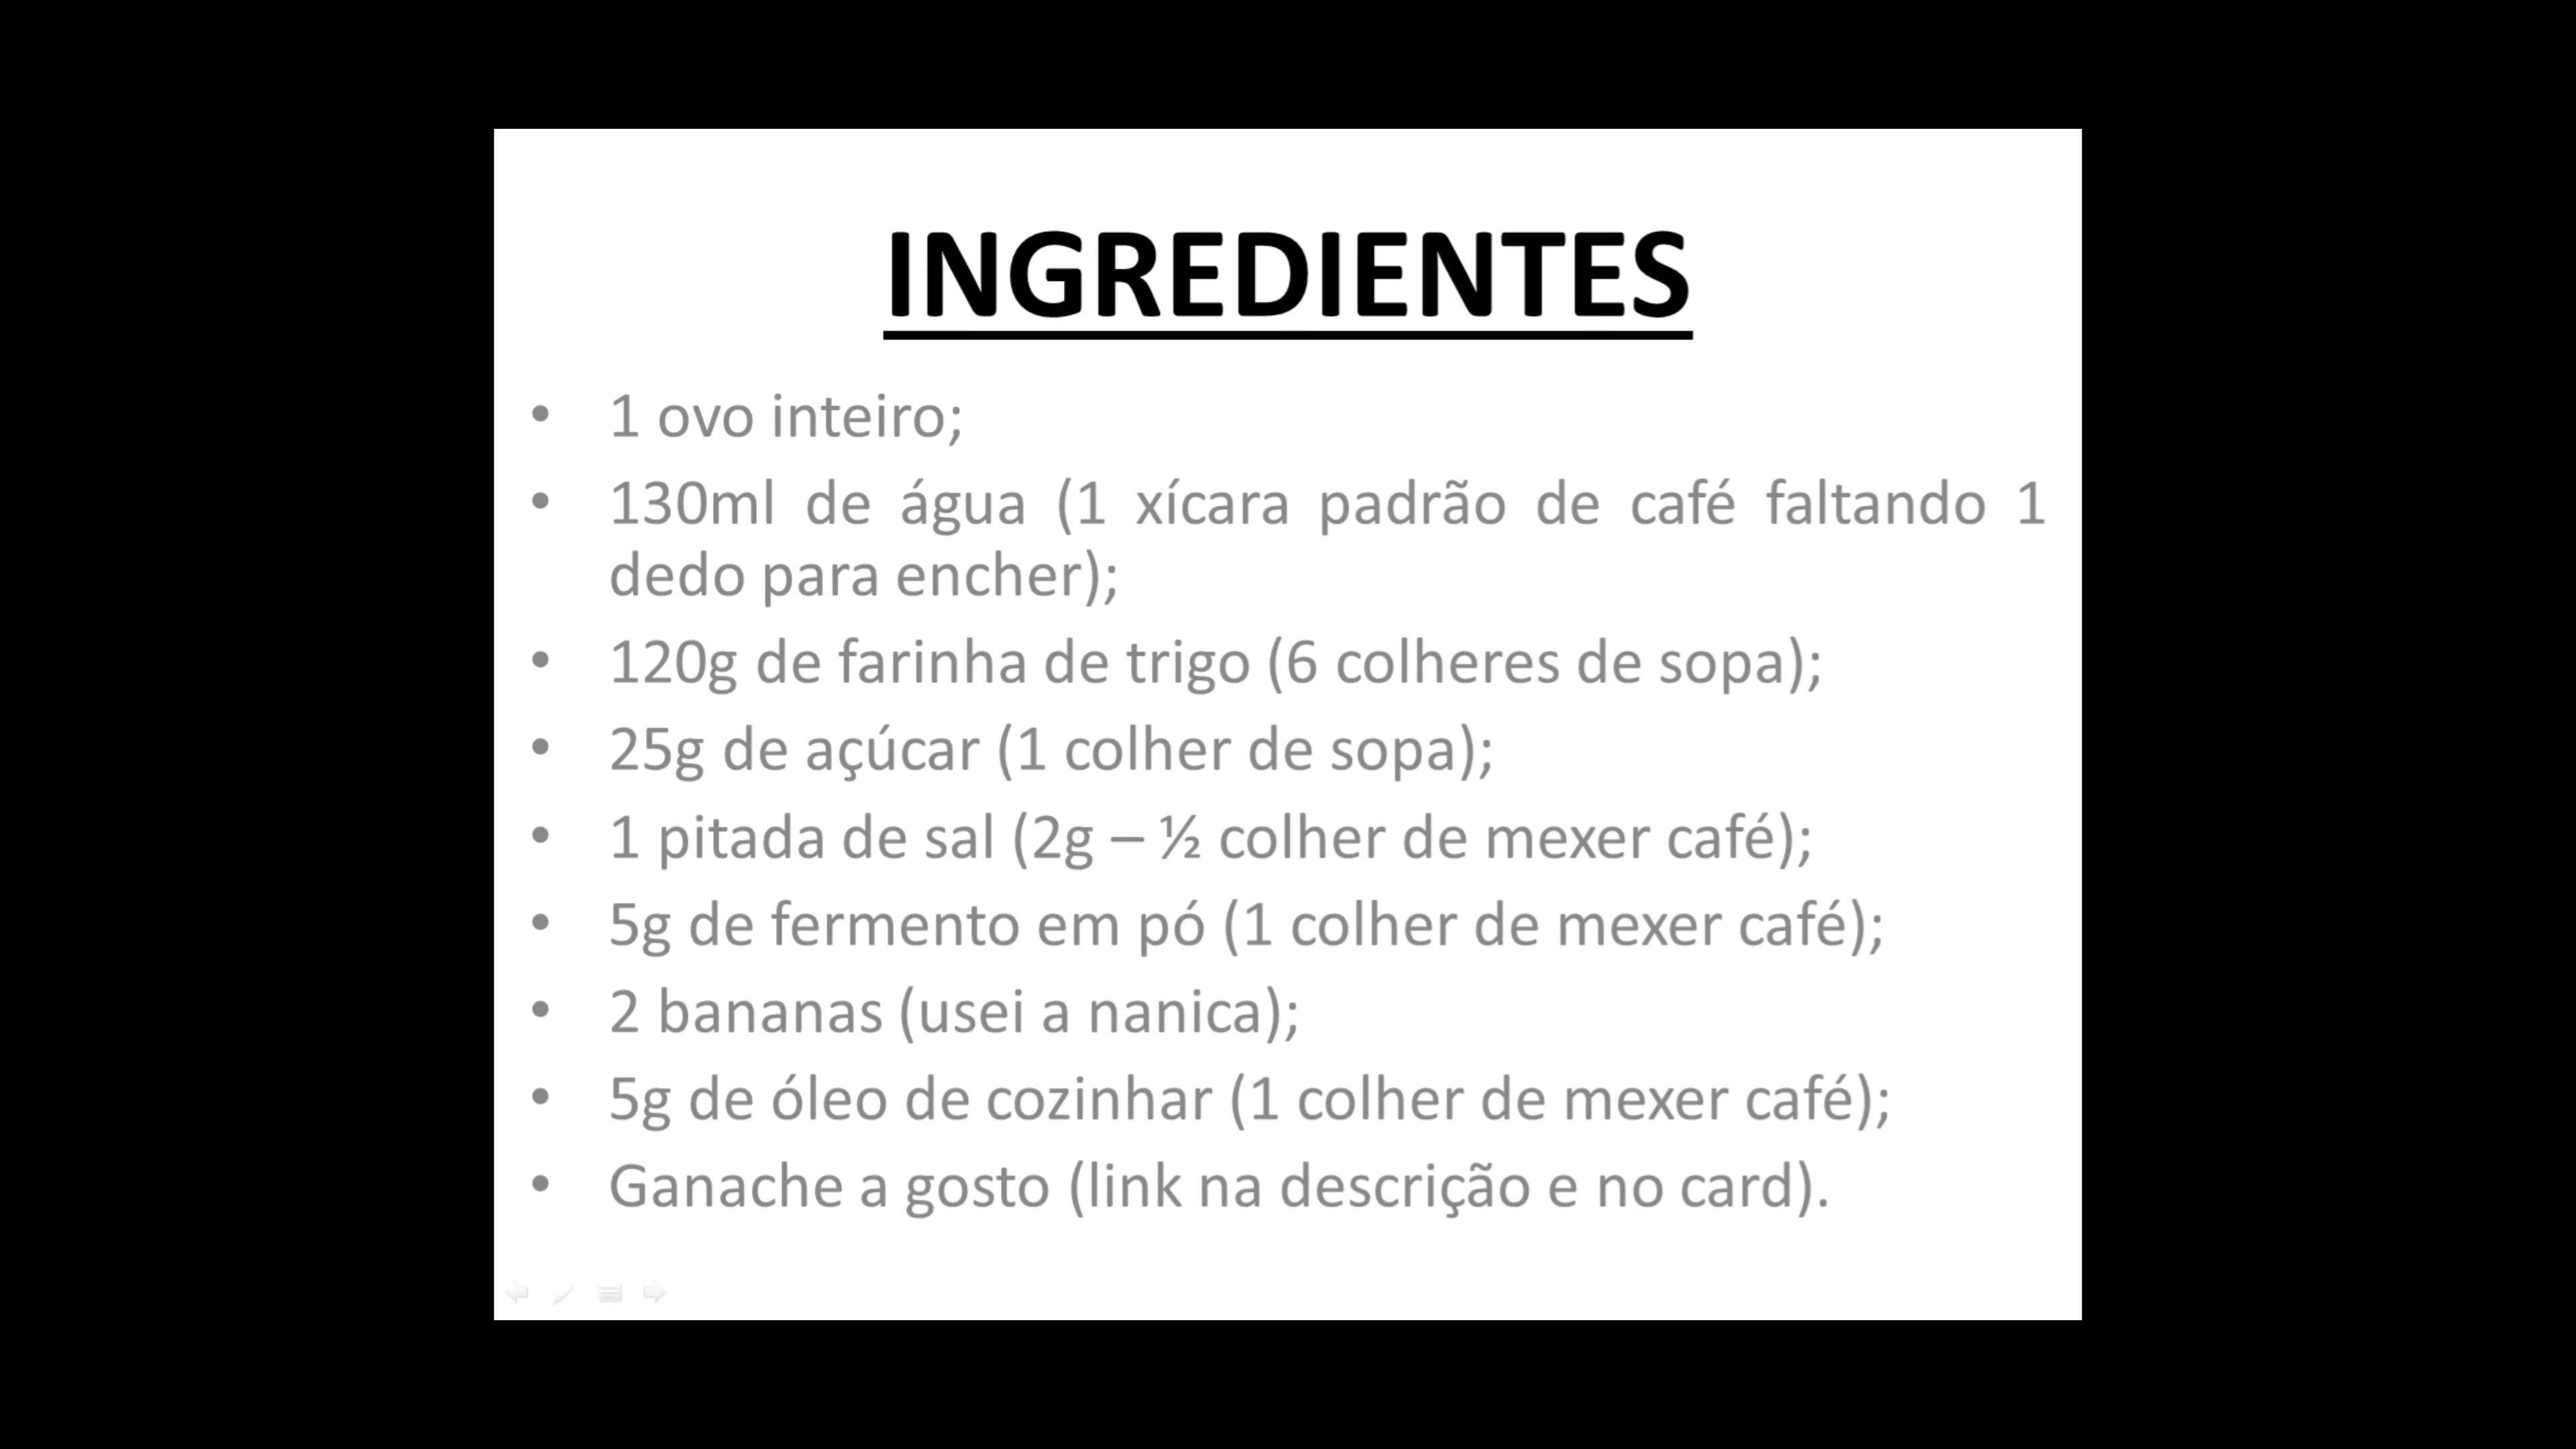 INGREDIENTES
• 1 ovo inteiro;
• 130ml de água (1 xícara padrão de café faltando 1
dedo para encher);
• 120g de farinha de trigo (6 colheres de sopa);
• 25g de açúcar (1 colher de sopa);
• 1 pitada de sal (2g – ½ colher de mexer café);
• 5g de fermento em pó (1 colher de mexer café);
• 2 bananas (usei a nanica);
• 5g de óleo de cozinhar (1 colher de mexer café);
• Ganache a gosto (link na descrição e no card).